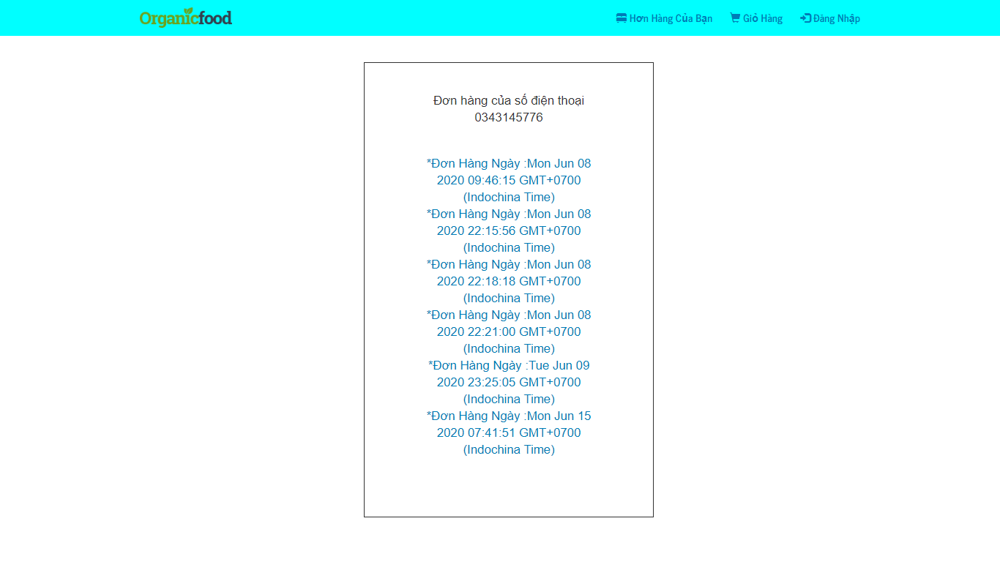 Organicfood
Hơn Hàng Của Bạn
Giỏ Hàng
Đăng Nhập
Đơn hàng của số điện thoại
0343145776
*Đơn Hàng Ngày :Mon Jun 08
2020 09:46:15 GMT+0700
(Indochina Time)
*Đơn Hàng Ngày :Mon Jun 08
2020 22:15:56 GMT+0700
(Indochina Time)
*Đơn Hàng Ngày :Mon Jun 08
2020 22:18:18 GMT+0700
(Indochina Time)
*Đơn Hàng Ngày :Mon Jun 08
2020 22:21:00 GMT+0700
(Indochina Time)
*Đơn Hàng Ngày :Tue Jun 09
2020 23:25:05 GMT+0700
(Indochina Time)
*Đơn Hàng Ngày :Mon Jun 15
2020 07:41:51 GMT+0700
(Indochina Time)